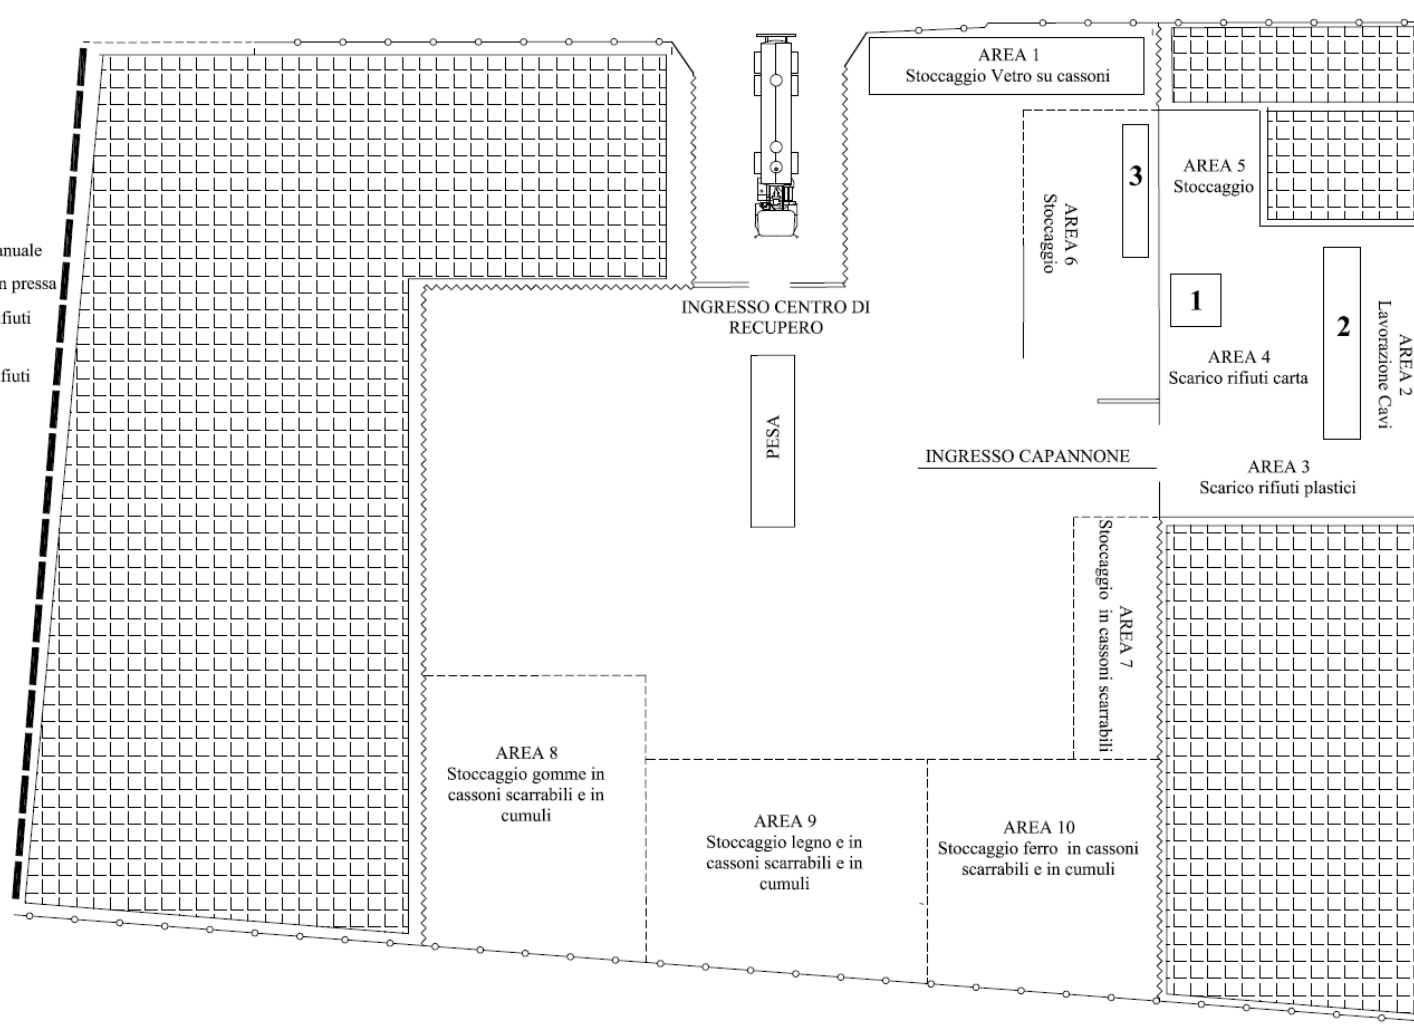 AREA 1
Stoccaggio Vetro su cassoni
3
AREA 5
Stoccaggio
AREA 6
Stoccaggio
1
2
AREA 2
Lavorazione Cavi
INGRESSO CENTRO DI
RECUPERO
AREA 4
Scarico rifiuti carta
PESA
INGRESSO CAPANNONE
AREA 3
Scarico rifiuti plastici
AREA 7
Stoccaggio in cassoni scarrabili
AREA 8
Stoccaggio gomme in
cassoni scarrabili e in
cumuli
AREA 9
Stoccaggio legno e in
cassoni scarrabili e in
cumuli
AREA 10
Stoccaggio ferro in cassoni
scarrabili e in cumuli
pressa